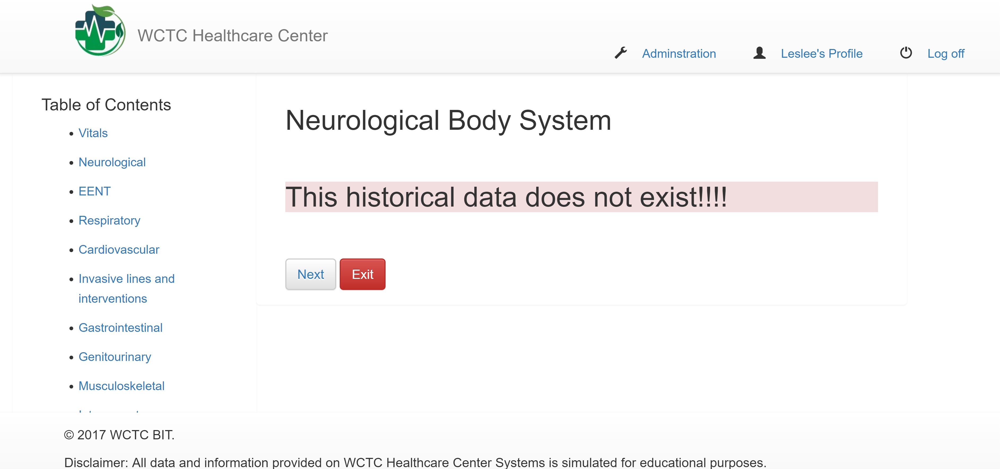 WCTC Healthcare Center
Adminstration
Leslee's Profile
Log off
Table of Contents
Vitals
Neurological
EENT
Respiratory
Cardiovascular
Invasive lines and
interventions
Gastrointestinal
Genitourinary
Musculoskeletal
Neurological Body System
This historical data does not exist!!!!
Next
Exit
© 2017 WCTC BIT.
Disclaimer: All data and information provided on WCTC Healthcare Center Systems is simulated for educational purposes.